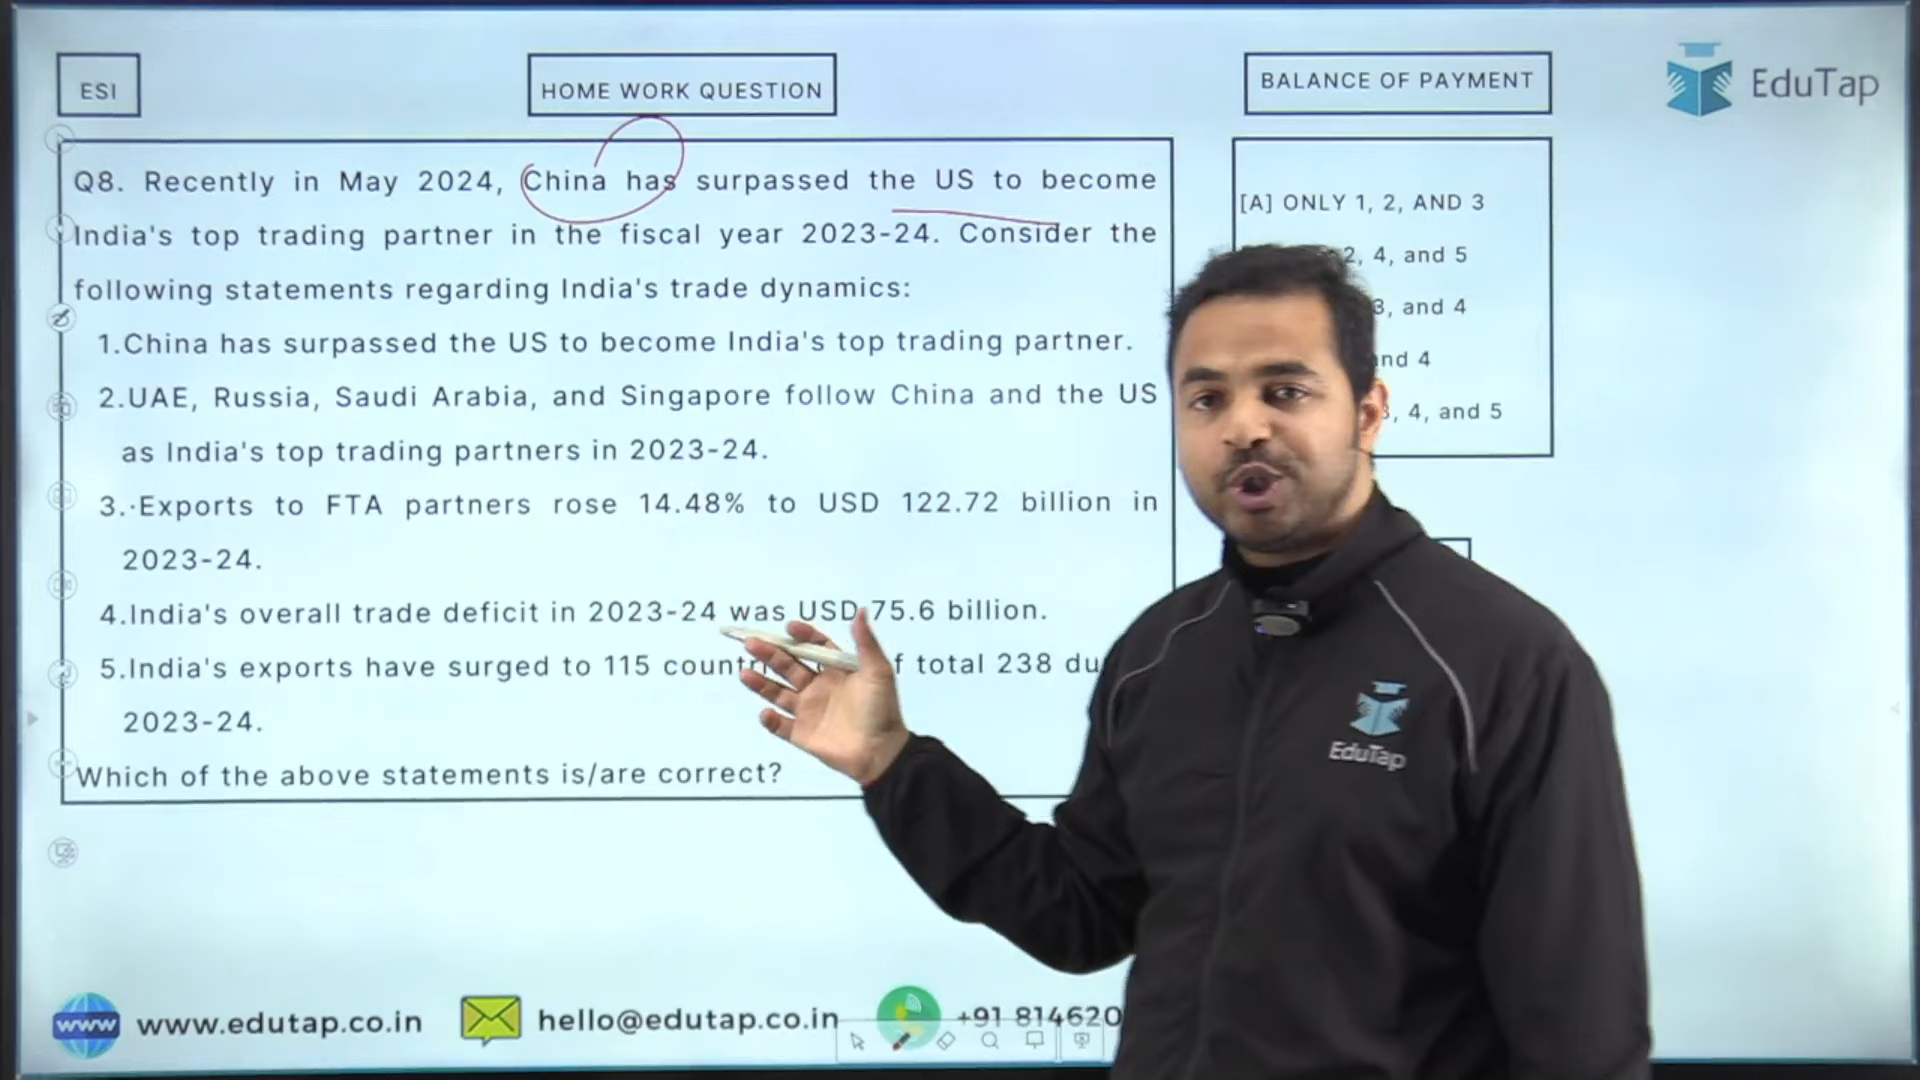 ESI
HOME WORK QUESTION
BALANCE OF PAYMENT
EduTap
Q8. Recently in May 2024, China has surpassed the US to become
India's top trading partner in the fiscal year 2023-24. Consider the
following statements regarding India's trade dynamics:
1.China has surpassed the US to become India's top trading partner.
2.UAE, Russia, Saudi Arabia, and Singapore follow China and the US
as India's top trading partners in 2023-24.
3.·Exports to FTA partners rose 14.48% to USD 122.72 billion in
2023-24.
4.India's overall trade deficit in 2023-24 was USD 75.6 billion.
5.India's exports have surged to 115 total 238
2023-24.
Which of the above statements is/are correct?
[A] ONLY 1, 2, AND 3
2, 4, and 5
3, and 4
and 4
, 4, and 5
EduTap
www www.edutap.co.in
hello@edutap.co.in
+91 814620